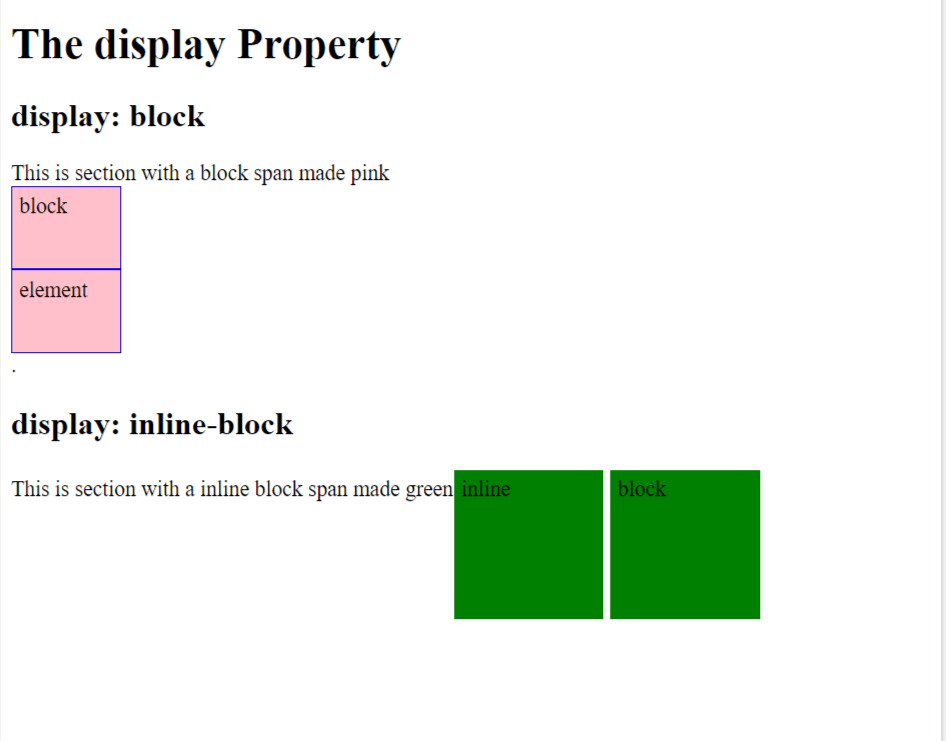 The display Property
display: block
This is section with a block span made pink
block
element
.
display: inline-block
This is section with a inline block span made green inline block